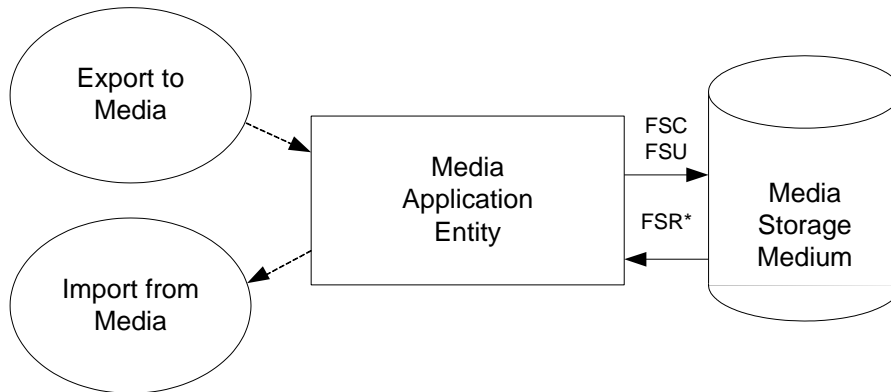 Export to
Media
Media
Application
Entity
FSC
FSU
FSR*
Media
Storage
Medium
Import from
Media